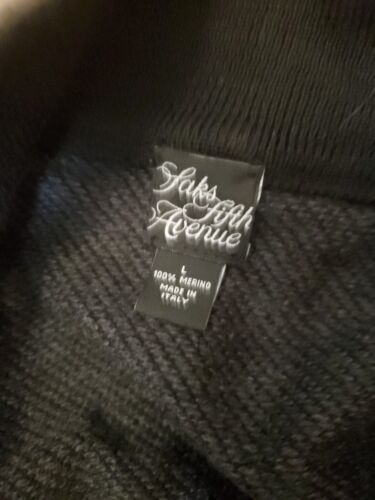 Saks
Fifth
Avenue
L
100% MERINO
MADE IN
ITALY